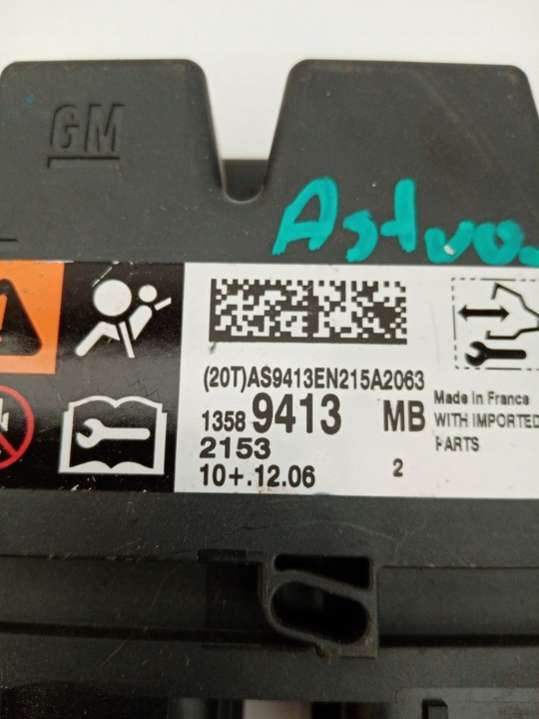 GM
Astra
(20T)AS9413EN215A2063
1358 9413 MB
2153
10+.12.06 2
Made In France
WITH IMPORTED
PARTS